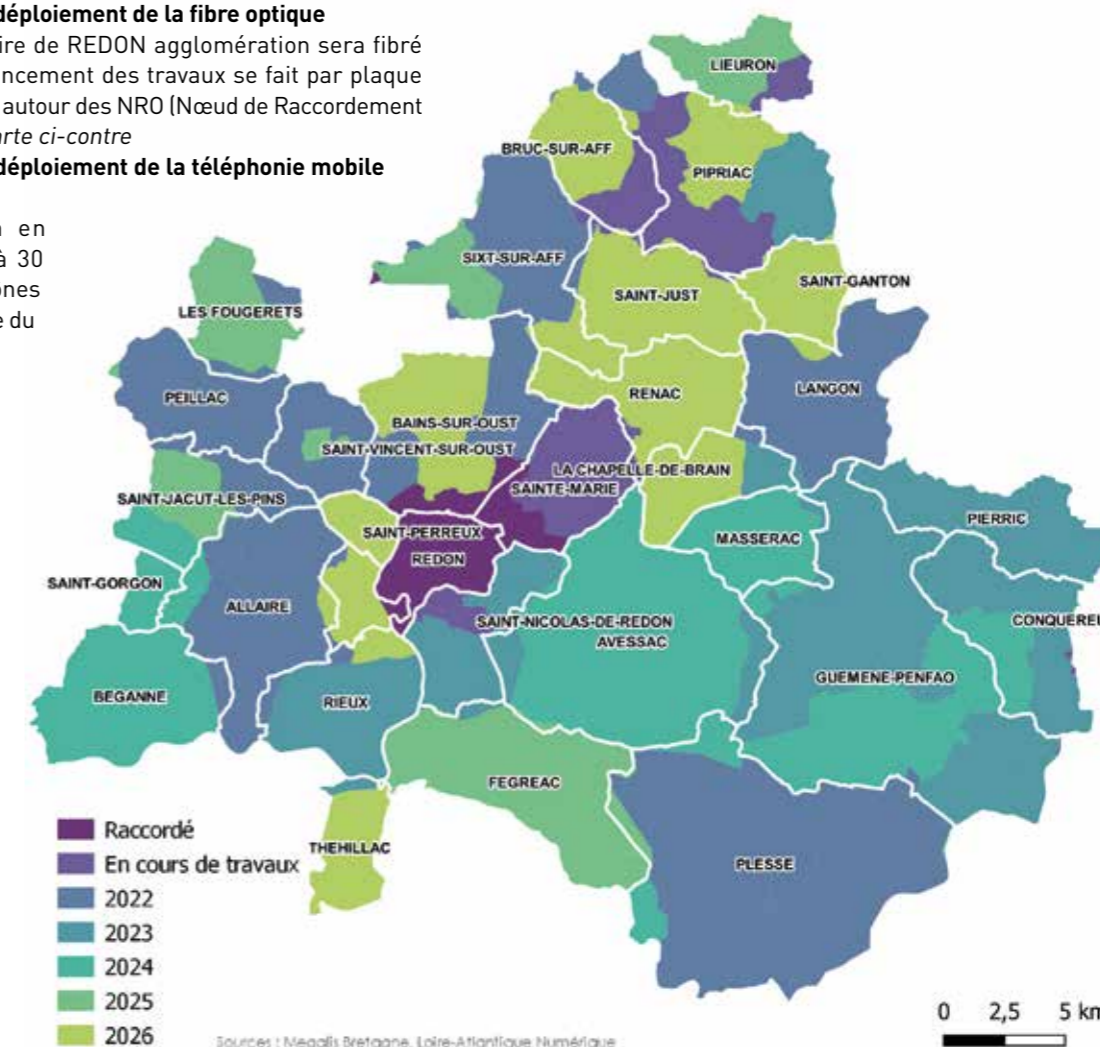 déploiement de la fibre optique
ire de REDON agglomération sera fibré
ncement des travaux se fait par plaque
autour des NRO (Nœud de Raccordement
arte ci-contre
déploiement de la téléphonie mobile
en
à 30
ones
du
LIEURON
BRUC-SUR-AFF
PIPRIAC
SIXT-SUR-AFF
SAINT-GANTON
SAINT-JUST
LES FOUGERETS
LANGON
RENAC
PEILLAC
BAINS-SUR-OUST
SAINT-VINCENT-SUR-OUST
LA CHAPELLE-DE-BRAIN
SAINTE-MARIE
SAINT-JACUT-LES-PINS
PIERRIC
SAINT-PERREUX
MASSERAC
REDON
SAINT-GORGON
ALLAIRE
SAINT-NICOLAS-DE-REDON
CONQUEREU
AVESSAC
GUEMENE-PENFAO
BEGANNE
RIEUX
FEGREAC
THEHILLAC
PLESSE
Raccordé
En cours de travaux
2022
2023
2024
2025
2026
0 2,5 5 km
Sources : Megalis Bretagne, Loire-Atlantique Numérique